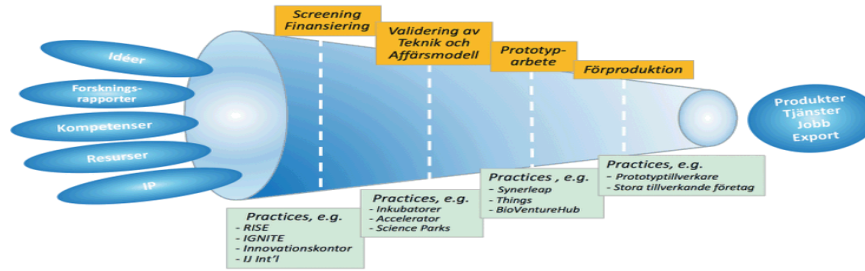 Idéer
Forsknings-
rapporter
Kompetenser
Resurser
IP
Screening
Finansiering
Validering av
Teknik och
Affärsmodell
Prototyp-
arbete
Förproduktion
Produkter
Tjänster
Jobb
Export
Practices, e.g.
- RISE
- IGNITE
- Innovationskontor
- IJ Int'l
Practices, e.g.
- Inkubatorer
- Accelerator
- Science Parks
Practices , e.g.
- Synerleap
- Things
- BioVentureHub
Practices, e.g.
- Prototyptillverkare
- Stora tillverkande företag